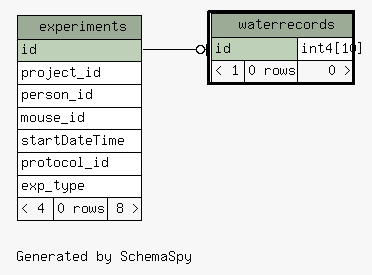 experiments
id
project_id
person_id
mouse_id
startDateTime
protocol_id
exp_type
< 4 0 rows 8 >
waterrecords
id int4[10]
< 1 0 rows 0 >
Generated by SchemaSpy